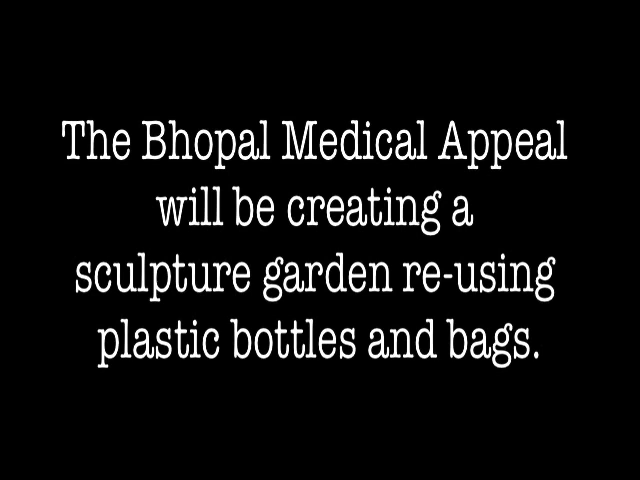 The Bhopal Medical Appeal
will be creating a
sculpture garden re-using
plastic bottles and bags.